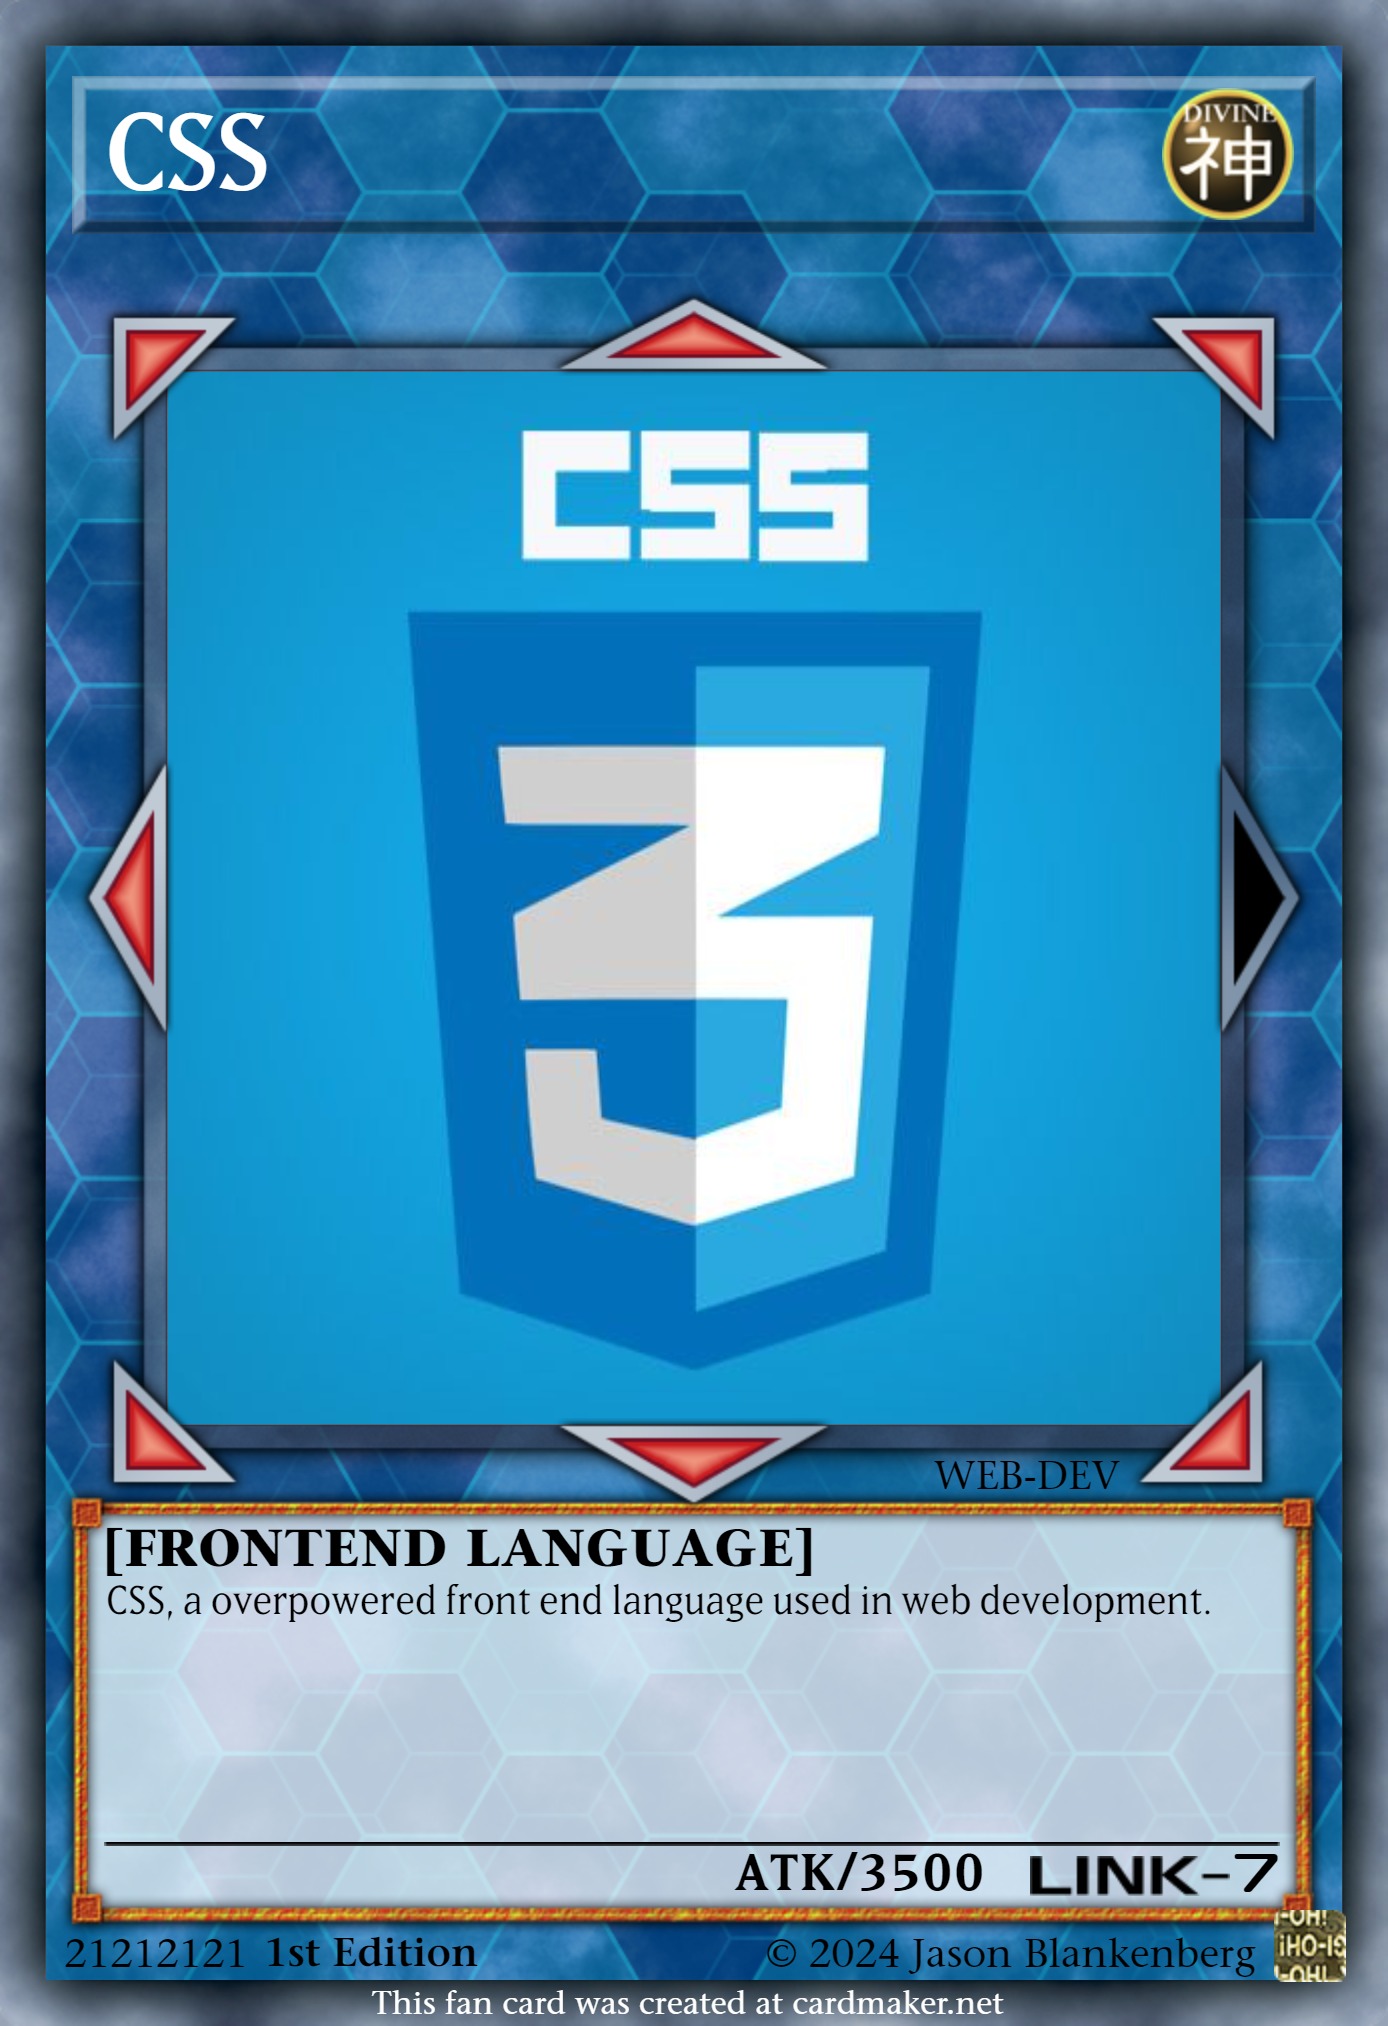 CSS
DIVINE
神
CSS
3
WEB-DEV
[FRONTEND LANGUAGE]
CSS, a overpowered front end language used in web development.
ATK/3500 LINK-7
21212121 1st Edition © 2024 Jason Blankenberg
This fan card was created at cardmaker.net